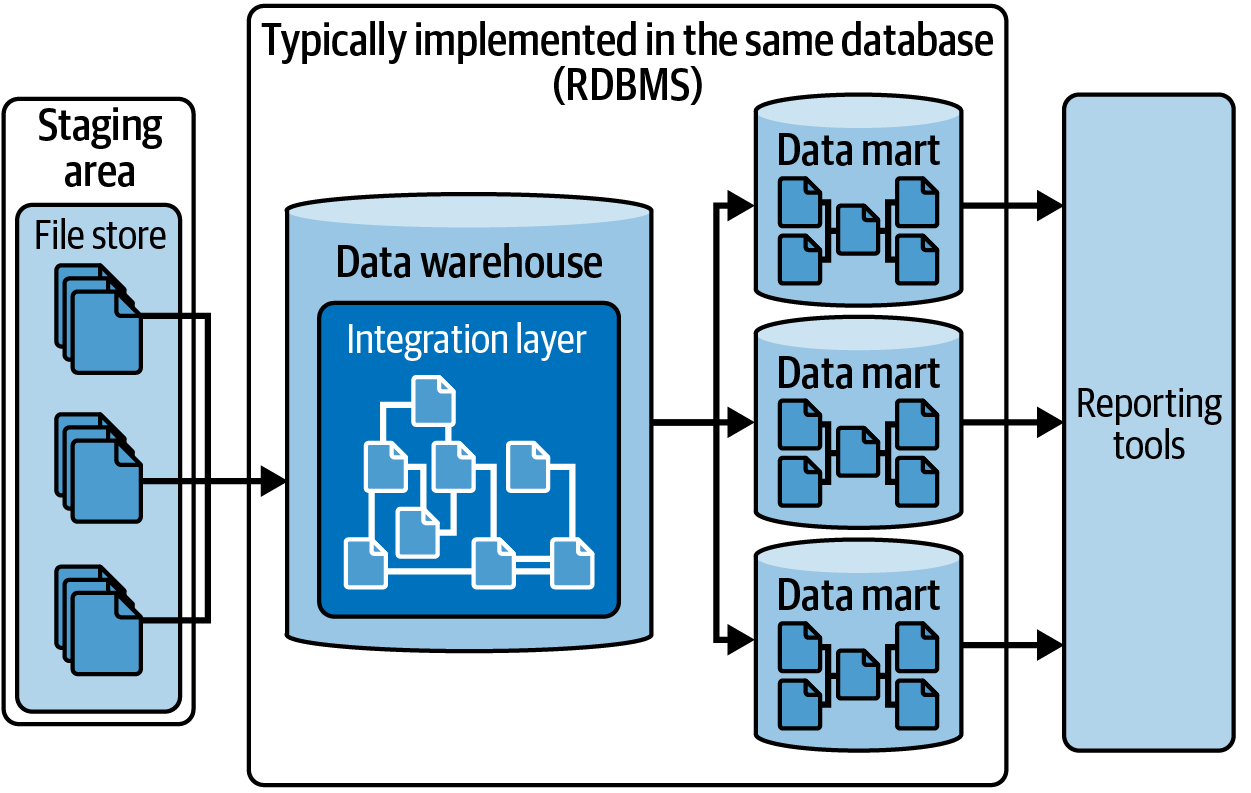 Typically implemented in the same database
(RDBMS)
Staging
area
File store
Data warehouse
Integration layer
Data mart
Data mart
Data mart
Reporting
tools